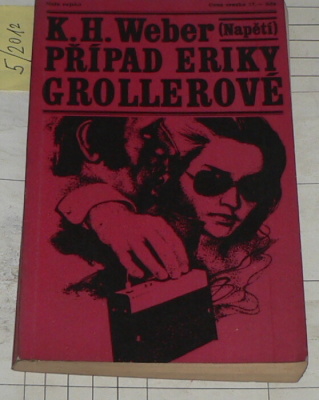 K. H. Weber (Napětí)
PŘÍPAD ERIKY
GROLLEROVÉ
5/2012